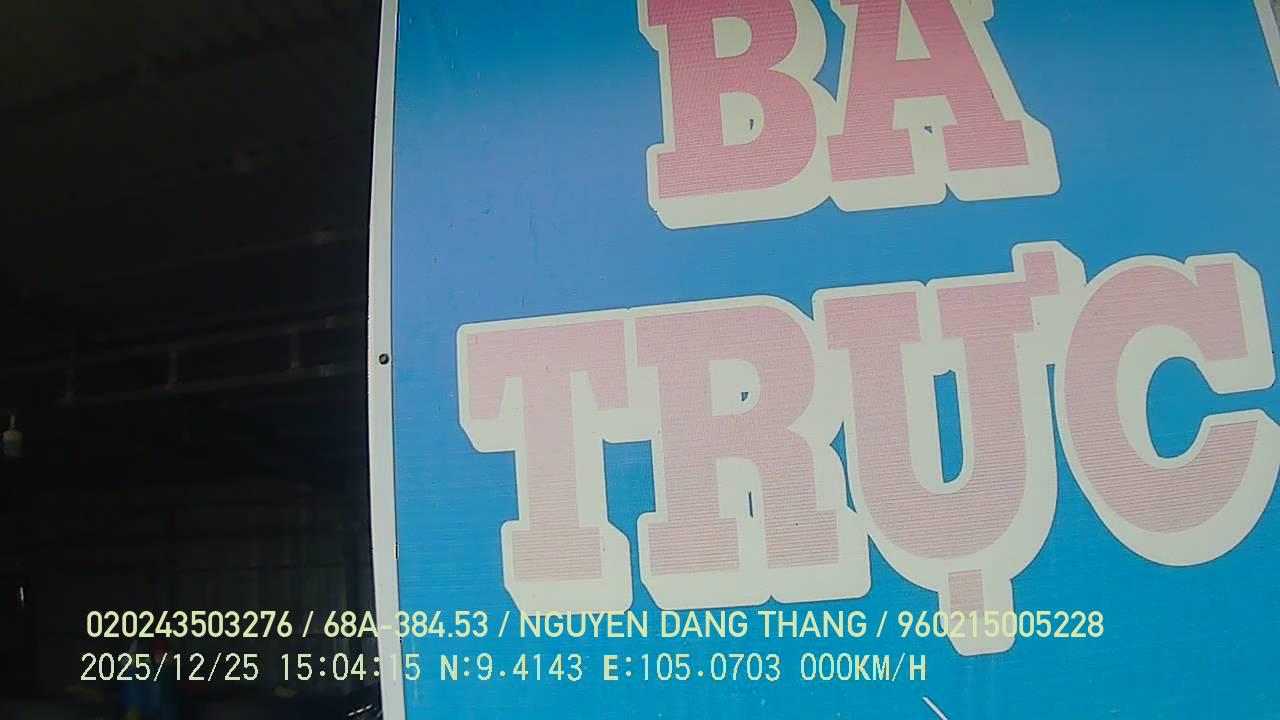 BA
TRỰC
020243503276 / 68A-384.53 / NGUYEN DANG THANG / 960215005228
2025/12/25 15:04:15 N:9.4143 E:105.0703 000KM/H